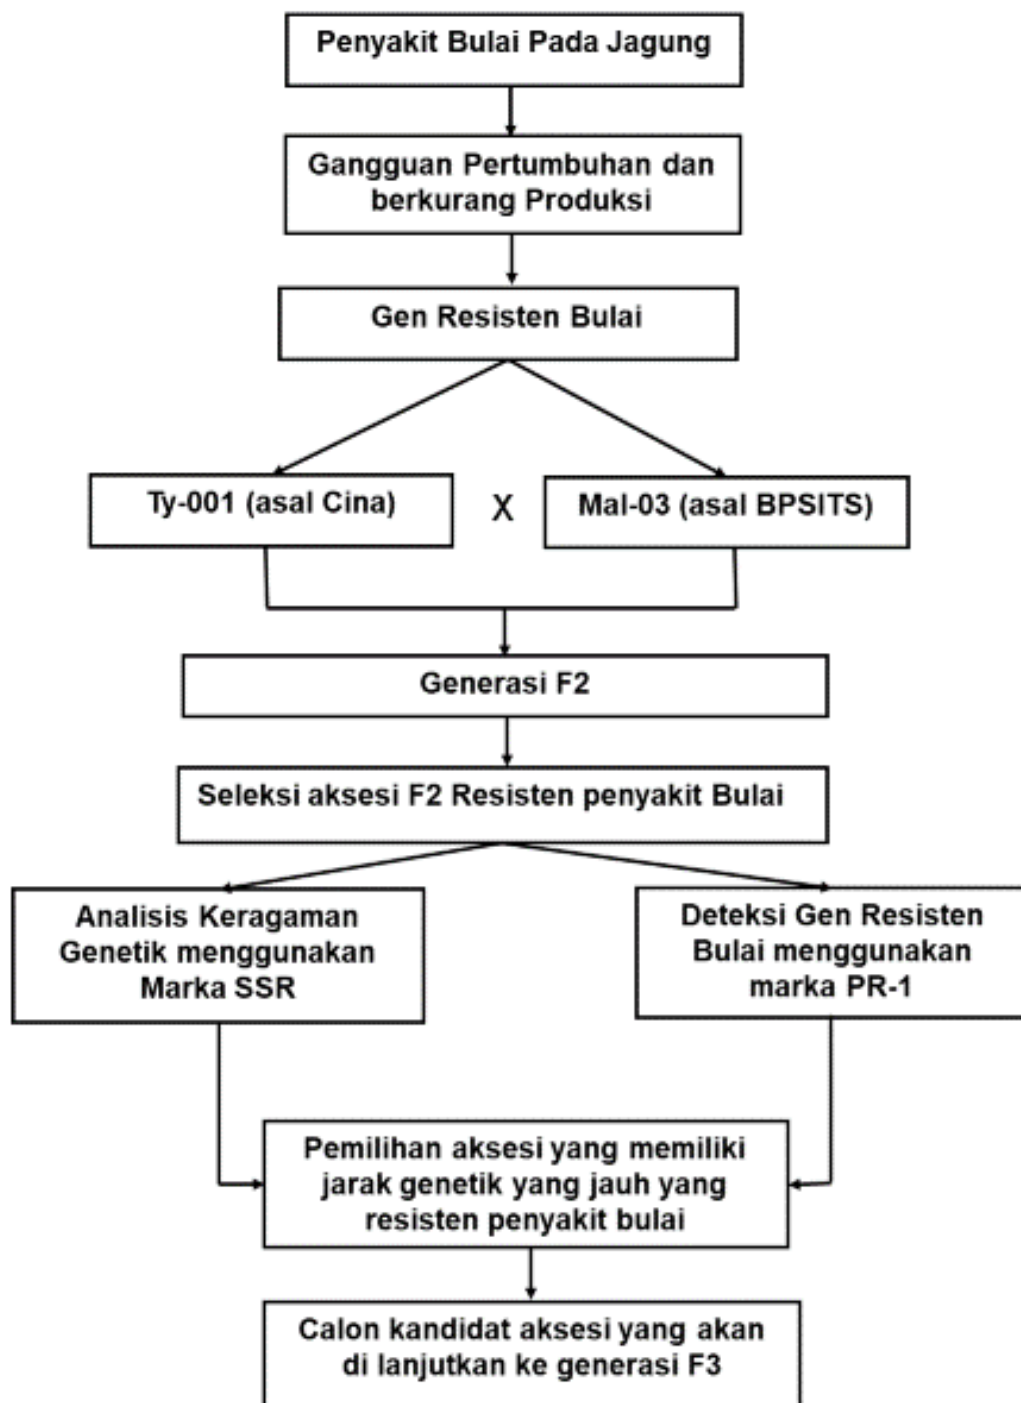 Penyakit Bulai Pada Jagung
Gangguan Pertumbuhan dan
berkurang Produksi
Gen Resisten Bulai
Ty-001 (asal Cina)
X
Mal-03 (asal BPSITS)
Generasi F2
Seleksi aksesi F2 Resisten penyakit Bulai
Analisis Keragaman
Genetik menggunakan
Marka SSR
Deteksi Gen Resisten
Bulai menggunakan
marka PR-1
Pemilihan aksesi yang memiliki
jarak genetik yang jauh yang
resisten penyakit bulai
Calon kandidat aksesi yang akan
di lanjutkan ke generasi F3